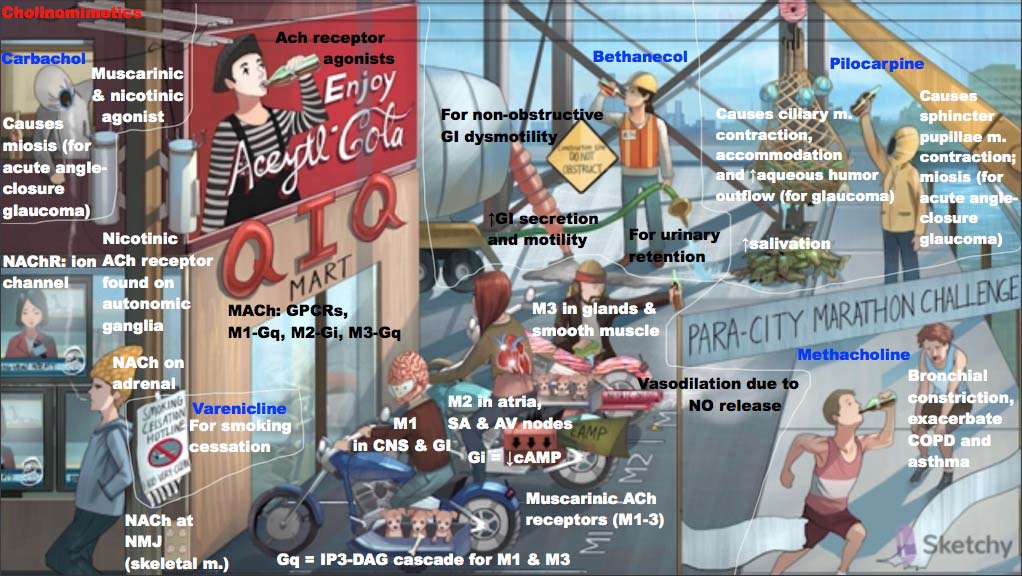 Cholinomimetics
Carbachol
Muscarinic
& nicotinic
agonist
Causes
miosis (for
acute angle-
closure
glaucoma)
Ach receptor
agonists
Enjoy
Aceytl-Cola
QIQ
MART
MACh: GPCRs,
M1-Gq, M2-Gi, M3-Gq
Nicotinic
ACh receptor
found on
autonomic
ganglia
NAChR: ion
channel
NACh on
adrenal
SMOKING
CESSATION
HOTLINE
Varenicline
For smoking
cessation
NACh at
NMJ
(skeletal m.)
Bethanecol
For non-obstructive
GI dysmotility
DO NOT
OBSTRUCT
↑GI secretion
and motility
For urinary
retention
Pilocarpine
Causes ciliary m.
contraction,
accommodation
and ↑aqueous humor
outflow (for glaucoma)
↑salivation
Causes
sphincter
pupillae m.
contraction;
miosis (for
acute angle-
closure
glaucoma)
M3 in glands &
smooth muscle
PARA-CITY MARATHON CHALLENGE
Methacholine
Bronchial
constriction,
exacerbate
COPD and
asthma
Vasodilation due to
NO release
M2 in atria,
SA & AV nodes
M1
in CNS & GI
Gi = ↓cAMP
CAMP
Muscarinic ACh
receptors (M1-3)
Gq = IP3-DAG cascade for M1 & M3
M1
M2
Sketchy